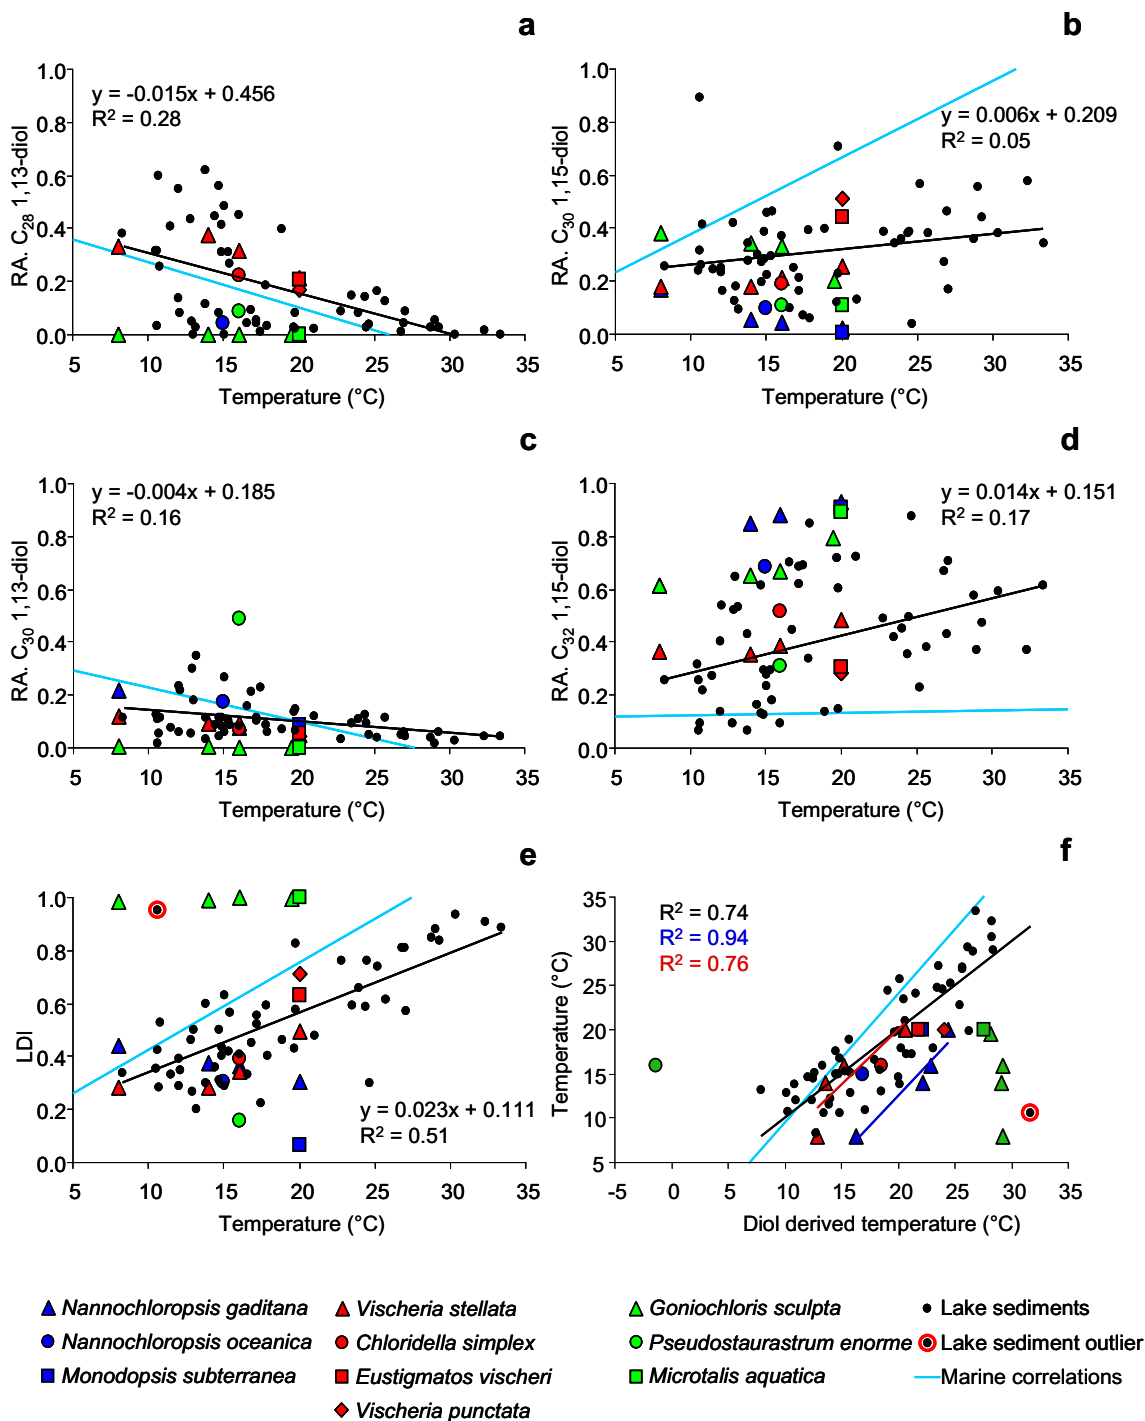 a
b
1.0
0.8
0.6
0.4
0.2
0.0
RA. C28 1,13-diol
y = -0.015x + 0.456
R2 = 0.28
5 10 15 20 25 30 35
Temperature (°C)
1.0
0.8
0.6
0.4
0.2
0.0
RA. C30 1,15-diol
y = 0.006x + 0.209
R2 = 0.05
5 10 15 20 25 30 35
Temperature (°C)
c
d
1.0
0.8
0.6
0.4
0.2
0.0
RA. C30 1,13-diol
y = -0.004x + 0.185
R2 = 0.16
5 10 15 20 25 30 35
Temperature (°C)
1.0
0.8
0.6
0.4
0.2
0.0
RA. C32 1,15-diol
y = 0.014x + 0.151
R2 = 0.17
5 10 15 20 25 30 35
Temperature (°C)
e
f
1.0
0.8
0.6
0.4
0.2
0.0
LDI
y = 0.023x + 0.111
R2 = 0.51
5 10 15 20 25 30 35
Temperature (°C)
35
30
25
20
15
10
5
Temperature (°C)
R2 = 0.74
R2 = 0.94
R2 = 0.76
-5 0 5 10 15 20 25 30 35
Diol derived temperature (°C)
Nannochloropsis gaditana
Nannochloropsis oceanica
Monodopsis subterranea
Vischeria stellata
Chloridella simplex
Eustigmatos vischeri
Vischeria punctata
Goniochloris sculpta
Pseudostaurastrum enorme
Microtalis aquatica
Lake sediments
Lake sediment outlier
Marine correlations